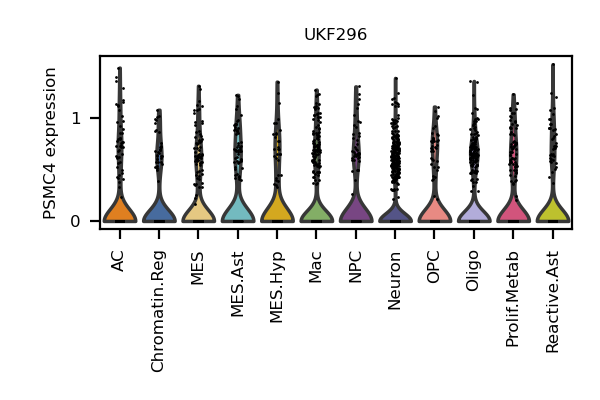 UKF296
PSMC4 expression
1
0
AC
Chromatin.Reg
MES
MES.Ast
MES.Hyp
Mac
NPC
Neuron
OPC
Oligo
Prolif.Metab
Reactive.Ast